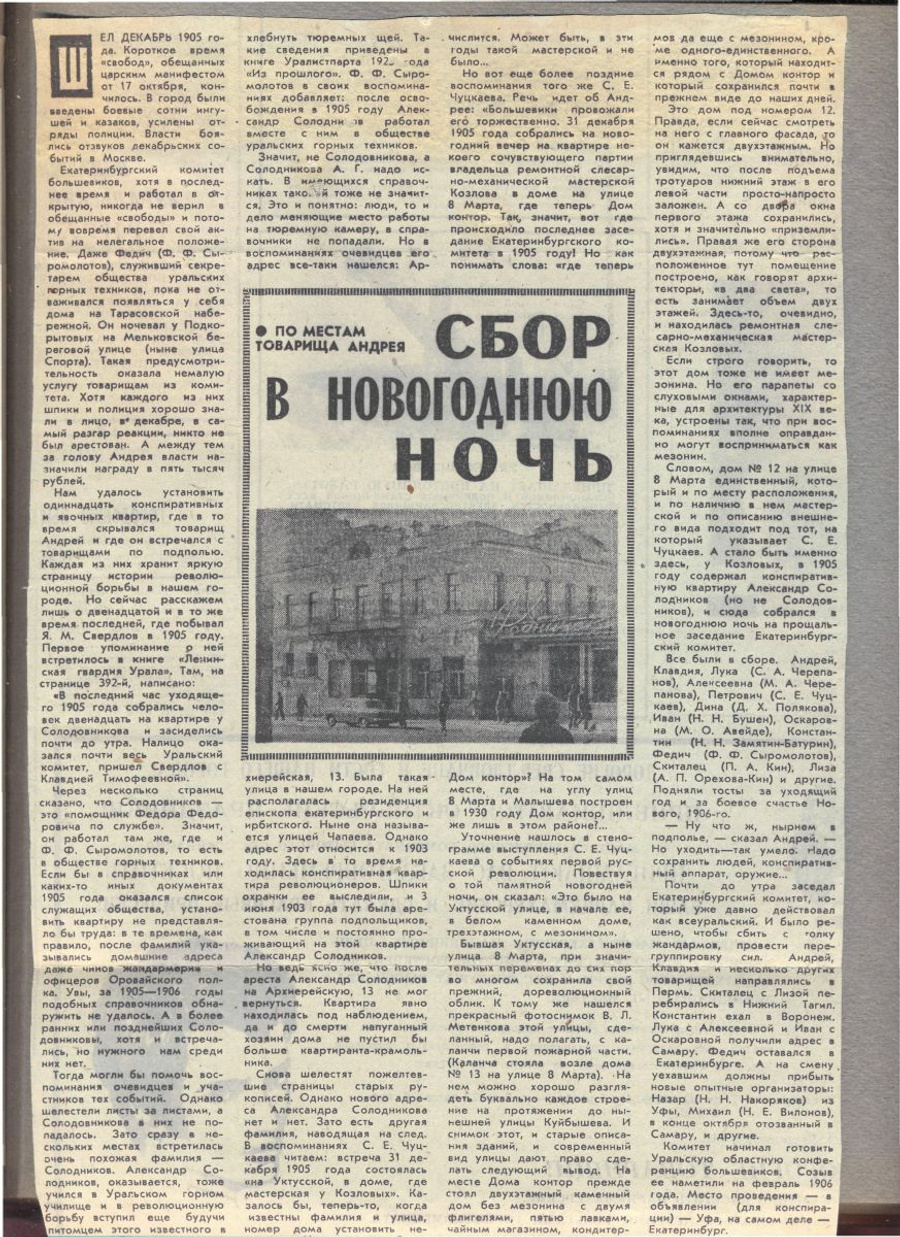 ШЕЛ ДЕКАБРЬ 1905 го-
да. Короткое время
«свобод», обещанных
царским манифестом
от 17 октября, кон-
чилось. В город были
введены боевые сотни ингу-
шей и казаков, усилены от-
ряды полиции. Власти боя-
лись отзвуков декабрьских со-
бытий в Москве.
Екатеринбургский комитет
большевиков, хотя в послед-
нее время и работал в от-
крытую, никогда не верил в
обещанные «свободы» и пото-
му вовремя перевел свой ак-
тив на нелегальное положе-
ние. Даже Федич (Ф. Ф. Сы-
ромолотов), служивший секре-
тарем общества уральских
горных техников, пока не от-
важивался появляться у себя
дома на Тарасовской набе-
режной. Он ночевал у Подко-
рытовых на Мельковской бе-
реговой улице (ныне улица
Спорта). Такая предусмотри-
тельность оказала немалую
услугу товарищам из коми-
тета. Хотя каждого из них
шпики и полиция хорошо зна-
ли в лицо, в декабре, в са-
мый разгар реакции, никто не
был арестован. А между тем
за голову Андрея власти на-
значили награду в пять тысяч
рублей.
Нам удалось установить
одиннадцать конспиративных
и явочных квартир, где в то
время скрывался товарищ
Андрей и где он встречался с
товарищами по подполью.
Каждая из них хранит яркую
страницу истории револю-
ционной борьбы в нашем го-
роде. Но сейчас расскажем
лишь о двенадцатой и в то же
время последней, где побывал
Я. М. Свердлов в 1905 году.
Первое упоминание о ней
встретилось в книге «Ленин-
ская гвардия Урала». Там, на
странице 392-й, написано:
«В последний час уходяще-
го 1905 года собрались чело-
век двенадцать на квартире у
Солодовникова и засиделись
почти до утра. Налицо ока-
зался почти весь Уральский
комитет, пришел Свердлов с
Клавдией Тимофеевной».
Через несколько страниц
сказано, что Солодовников —
это «помощник Федора Федо-
ровича по службе». Значит,
он работал там же, где и
Ф. Ф. Сыромолотов, то есть
в обществе горных техников.
Если бы в справочниках или
каких-то иных документах
1905 года оказался список
служащих общества, устано-
вить квартиру не представля-
ло бы труда: в те времена, как
правило, после фамилий ука-
зывались домашние адреса
даже чинов жандармерии и
офицеров Оровайского пол-
ка. Увы, за 1905—1906 годы
подобных справочников обна-
ружить не удалось. А в более
ранних или позднейших Соло-
довниковы, хотя и встреча-
лись, но нужного нам среди
них нет.
Тогда могли бы помочь вос-
поминания очевидцев и уча-
стников тех событий. Однако
шелестели листы за листами, а
Солодовникова в них не по-
падалось. Зато сразу в не-
скольких местах встретилась
очень похожая фамилия —
Солодников. Александр Со-
лодников, оказывается, тоже
учился в Уральском горном
училище и в революционную
борьбу вступил еще будучи
питомцем этого известного в
хлебнуть тюремных щей. Та-
кие сведения приведены в
книге Уралистпарта 192 года
«Из прошлого». Ф. Ф. Сыро-
молотов в своих воспомина-
ниях добавляет: после осво-
бождения в 1905 году Алек-
сандр Солодников работал
вместе с ним в обществе
уральских горных техников.
Значит, не Солодовникова, а
Солодникова А. Г. надо ис-
кать. В имеющихся справоч-
никах такой тоже не значит-
ся. Это и понятно: люди, то и
дело меняющие место работы
на тюремную камеру, в спра-
вочники не попадали. Но в
воспоминаниях очевидцев его
адрес все-таки нашелся: Ар-
● ПО МЕСТАМ
ТОВАРИЩА АНДРЕЯ
СБОР
В НОВОГОДНЮЮ
НОЧЬ
хиерейская, 13. Была такая
улица в нашем городе. На ней
располагалась резиденция
епископа екатеринбургского и
ирбитского. Ныне она называ-
ется улицей Чапаева. Однако
адрес этот относится к 1903
году. Здесь в то время на-
ходилась конспиративная квар-
тира революционеров. Шпики
охранки ее выследили, и 3
июня 1903 года тут была аре-
стована группа подпольщиков,
в том числе и постоянно про-
живающий на этой квартире
Александр Солодников.
Но ведь ясно же, что после
ареста Александр Солодников
на Архиерейскую, 13 не мог
вернуться. Квартира явно
находилась под наблюдением,
да и до смерти напуганный
хозяин дома не пустил бы
больше квартиранта-крамоль-
ника.
Снова шелестят пожелтев-
шие страницы старых ру-
кописей. Однако нового адре-
са Александра Солодникова
нет и нет. Зато есть другая
фамилия, наводящая на след.
В воспоминаниях С. Е. Чуц-
каева читаем: встреча 31 де-
кабря 1905 года состоялась
«на Уктусской, в доме, где
мастерская у Козловых». Ка-
залось бы, теперь-то, когда
известны фамилия и улица,
номер дома установить не-
числится. Может быть, в эти
годы такой мастерской и не
было...
Но вот еще более поздние
воспоминания того же С. Е.
Чуцкаева. Речь идет об Анд-
рее: «Большевики провожали
его торжественно. 31 декабря
1905 года собрались на ново-
годний вечер на квартире не-
коего сочувствующего партии
владельца ремонтной слесар-
но-механической мастерской
Козлова в доме на улице
8 Марта, где теперь Дом
контор. Так, значит, вот где
происходило последнее засе-
дание Екатеринбургского ко-
митета в 1905 году! Но как
понимать слова: «где теперь
Дом контор»? На том самом
месте, где на углу улиц
8 Марта и Малышева построен
в 1930 году Дом контор, или
же лишь в этом районе?...
Уточнение нашлось в стено-
грамме выступления С. Е. Чуц-
каева о событиях первой рус-
ской революции. Повествуя
о той памятной новогодней
ночи, он сказал: «Это было на
Уктусской улице, в начале ее,
в белом каменном доме,
трехэтажном, с мезонином».
Бывшая Уктусская, а ныне
улица 8 Марта, при значи-
тельных переменах до сих пор
во многом сохранила свой
прежний, дореволюционный
облик. К тому же нашелся
прекрасный фотоснимок В. Л.
Метенкова этой улицы, сде-
ланный, надо полагать, с ка-
ланчи первой пожарной части.
(Каланча стояла возле дома
№ 13 на улице 8 Марта). На
нем можно хорошо разгля-
деть буквально каждое строе-
ние на протяжении до ны-
нешней улицы Куйбышева. И
снимок этот, и старые описа-
ния зданий, и современный
вид улицы дают право сде-
лать следующий вывод. На
месте Дома контор прежде
стоял двухэтажный каменный
дом без мезонина с двумя
флигелями, пятью лавками,
чайным магазином, кондитер-
мов да еще с мезонином, кро-
ме одного-единственного. А
именно того, который находит-
ся рядом с Домом контор и
который сохранился почти в
прежнем виде до наших дней.
Это дом под номером 12.
Правда, если сейчас смотреть
на него с главного фасада, то
он кажется двухэтажным. Но
приглядевшись внимательно,
увидим, что после подъема
тротуаров нижний этаж в его
левой части просто-напросто
заложен. А со двора окна
первого этажа сохранились,
хотя и значительно «приземли-
лись». Правая же его сторона
двухэтажная, потому что рас-
положенное тут помещение
построено, как говорят архи-
текторы, «в два света», то
есть занимает объем двух
этажей. Здесь-то, очевидно,
и находилась ремонтная сле-
сарно-механическая мастер-
ская Козловых.
Если строго говорить, то
этот дом тоже не имеет ме-
зонина. Но его парапеты со
слуховыми окнами, характер-
ные для архитектуры XIX ве-
ка, устроены так, что при вос-
поминаниях вполне оправдан-
но могут восприниматься как
мезонин.
Словом, дом № 12 на улице
8 Марта единственный, кото-
рый и по месту расположения,
и по наличию в нем мастер-
ской и по описанию внешне-
го вида подходит под тот, на
который указывает С. Е.
Чуцкаев. А стало быть именно
здесь, у Козловых, в 1905
году содержал конспиратив-
ную квартиру Александр Со-
лодников (но не Солодов-
ников), и сюда собрался в
новогоднюю ночь на прощаль-
ное заседание Екатеринбург-
ский комитет.
Все были в сборе. Андрей,
Клавдия, Лука (С. А. Черепа-
нов), Алексеевна (М. А. Чере-
панова), Петрович (С. Е. Чуц-
каев), Дина (Д. Х. Полякова),
Иван (Н. Н. Бушен), Оскаров-
на (М. О. Авейде), Констан-
тин (Н. Н. Замятин-Батурин),
Федич (Ф. Ф. Сыромолотов),
Скиталец (П. А. Кин), Лиза
(А. П. Орехова-Кин) и другие.
Подняли тосты за уходящий
год и за боевое счастье Но-
вого, 1906-го.
— Ну что ж, нырнем в
подполье, — сказал Андрей. —
Но уходить—так умело. Надо
сохранить людей, конспиратив-
ный аппарат, оружие...
Почти до утра заседал
Екатеринбургский комитет, ко-
торый уже давно действовал
как всеуральский. И было ре-
шено, чтобы сбить с толку
жандармов, провести пере-
группировку сил. Андрей,
Клавдия и несколько других
товарищей направлялись в
Пермь. Скиталец с Лизой пе-
ребирались в Нижний Тагил.
Константин ехал в Воронеж.
Лука с Алексеевной и Иван с
Оскаровной получили адрес в
Самару. Федич оставался в
Екатеринбурге. А на смену
уехавшим должны прибыть
новые опытные организаторы:
Назар (Н. Н. Накоряков) из
Уфы, Михаил (Н. Е. Вилонов),
в конце октября отозванный в
Самару, и другие.
Комитет начинал готовить
Уральскую областную конфе-
ренцию большевиков. Созыв
ее наметили на февраль 1906
года. Место проведения — в
объявлении (для конспира-
ции) — Уфа, на самом деле —
Екатеринбург.